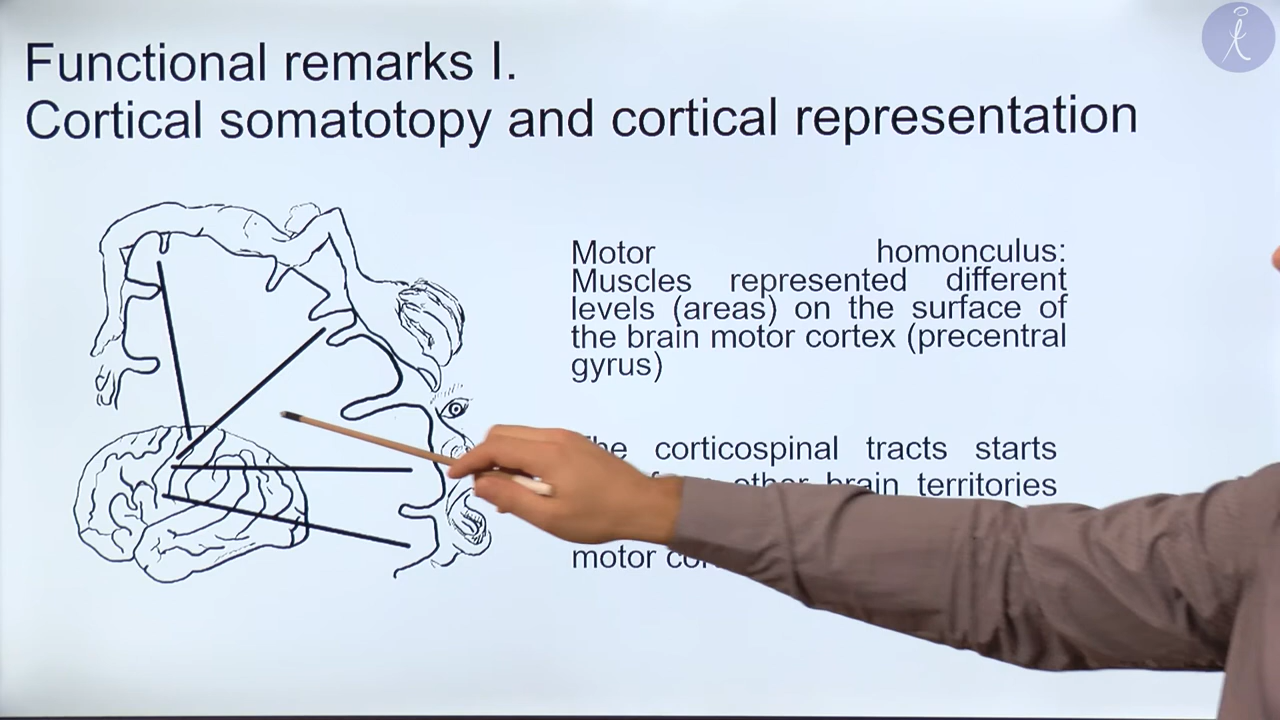 Functional remarks I.
Cortical somatotopy and cortical representation
Motor homonculus:
Muscles represented different
levels (areas) on the surface of
the brain motor cortex (precentral
gyrus)
corticospinal tracts starts
other brain territories
motor